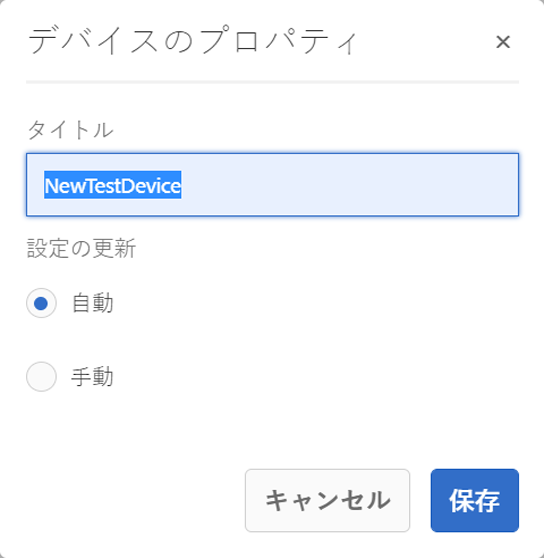 デバイスのプロパティ
×
タイトル
NewTestDevice
設定の更新
自動
手動
キャンセル 保存